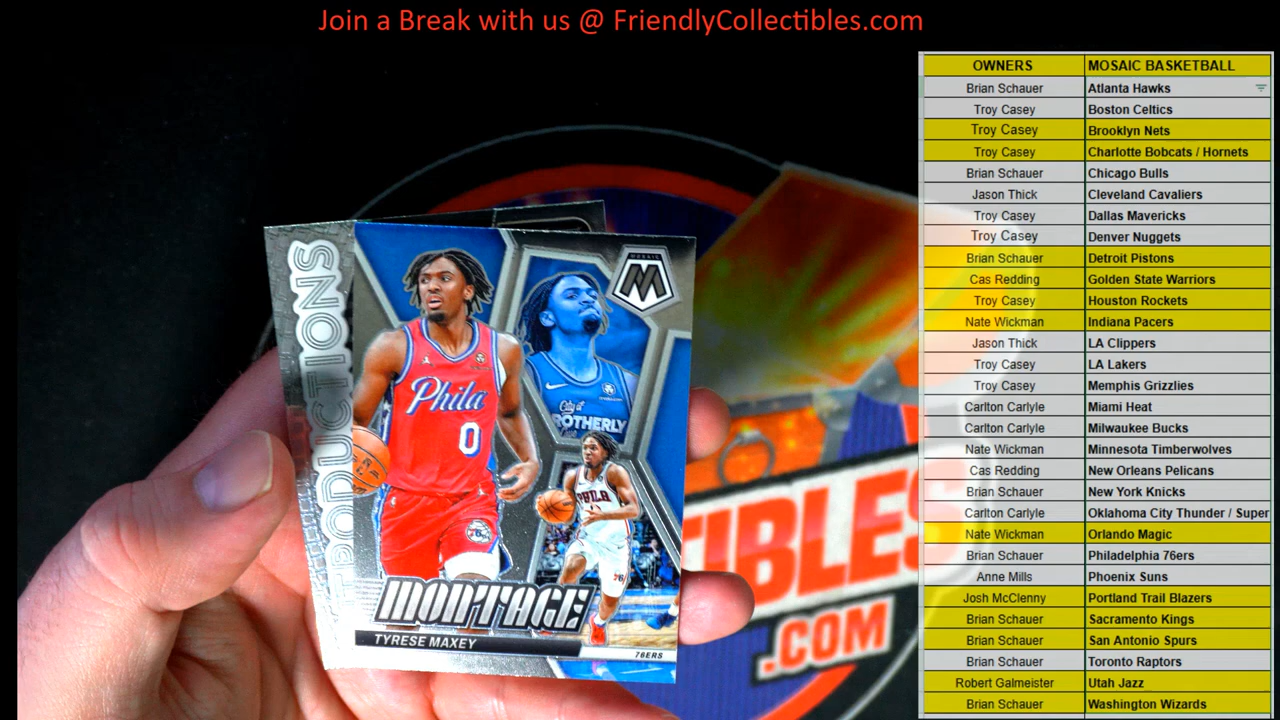 Join a Break with us @ FriendlyCollectibles.com
OWNERS MOSAIC BASKETBALL
Brian Schauer Atlanta Hawks
Troy Casey Boston Celtics
Troy Casey Brooklyn Nets
Troy Casey Charlotte Bobcats / Hornets
Brian Schauer Chicago Bulls
Jason Thick Cleveland Cavaliers
Troy Casey Dallas Mavericks
Troy Casey Denver Nuggets
Brian Schauer Detroit Pistons
Cas Redding Golden State Warriors
Troy Casey Houston Rockets
Nate Wickman Indiana Pacers
Jason Thick LA Clippers
Troy Casey LA Lakers
Troy Casey Memphis Grizzlies
Carlton Carlyle Miami Heat
Carlton Carlyle Milwaukee Bucks
Nate Wickman Minnesota Timberwolves
Cas Redding New Orleans Pelicans
Brian Schauer New York Knicks
Carlton Carlyle Oklahoma City Thunder / Super
Nate Wickman Orlando Magic
Brian Schauer Philadelphia 76ers
Anne Mills Phoenix Suns
Josh McClenny Portland Trail Blazers
Brian Schauer Sacramento Kings
Brian Schauer San Antonio Spurs
Brian Schauer Toronto Raptors
Robert Galmeister Utah Jazz
Brian Schauer Washington Wizards
PRODUCTIONS
MOSAIC
M
Phila
0
City of
ROTHERLY
PHILA
MONTAGE
TYRESE MAXEY
76ERS
TIBLES
.COM